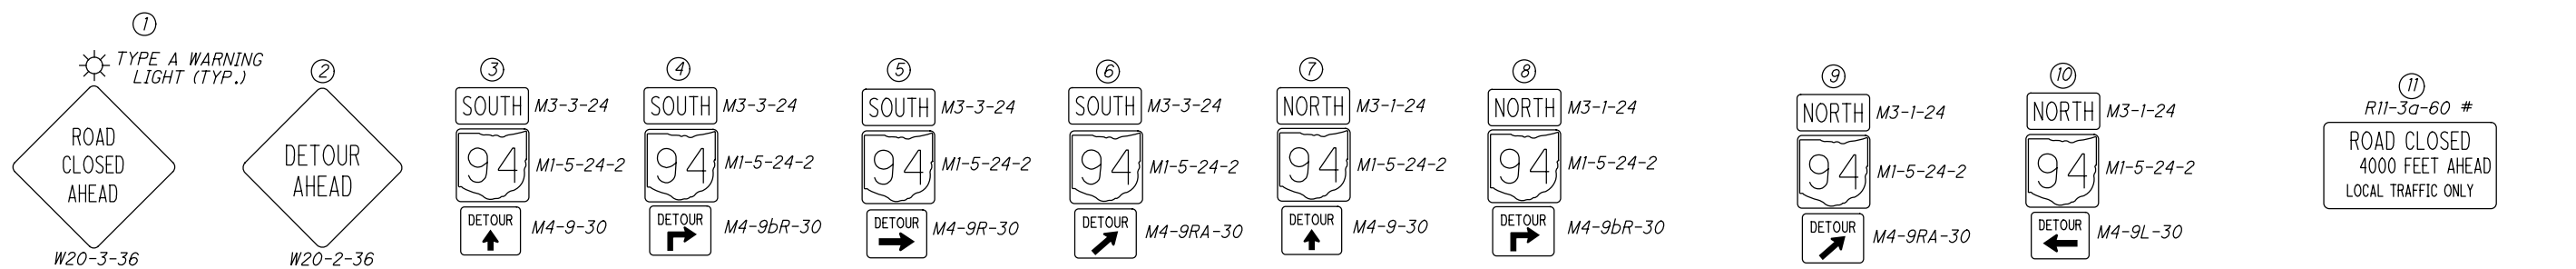 1
TYPE A WARNING
LIGHT (TYP.)
ROAD
CLOSED
AHEAD
W20-3-36
2
DETOUR
AHEAD
W20-2-36
3
SOUTH M3-3-24
94 M1-5-24-2
DETOUR M4-9-30
4
SOUTH M3-3-24
94 M1-5-24-2
DETOUR M4-9bR-30
5
SOUTH M3-3-24
94 M1-5-24-2
DETOUR M4-9R-30
6
SOUTH M3-3-24
94 M1-5-24-2
DETOUR M4-9RA-30
7
NORTH M3-1-24
94 M1-5-24-2
DETOUR M4-9-30
8
NORTH M3-1-24
94 M1-5-24-2
DETOUR M4-9bR-30
9
NORTH M3-1-24
94 M1-5-24-2
DETOUR M4-9RA-30
10
NORTH M3-1-24
94 M1-5-24-2
DETOUR M4-9L-30
11
R11-3a-60 #
ROAD CLOSED
4000 FEET AHEAD
LOCAL TRAFFIC ONLY